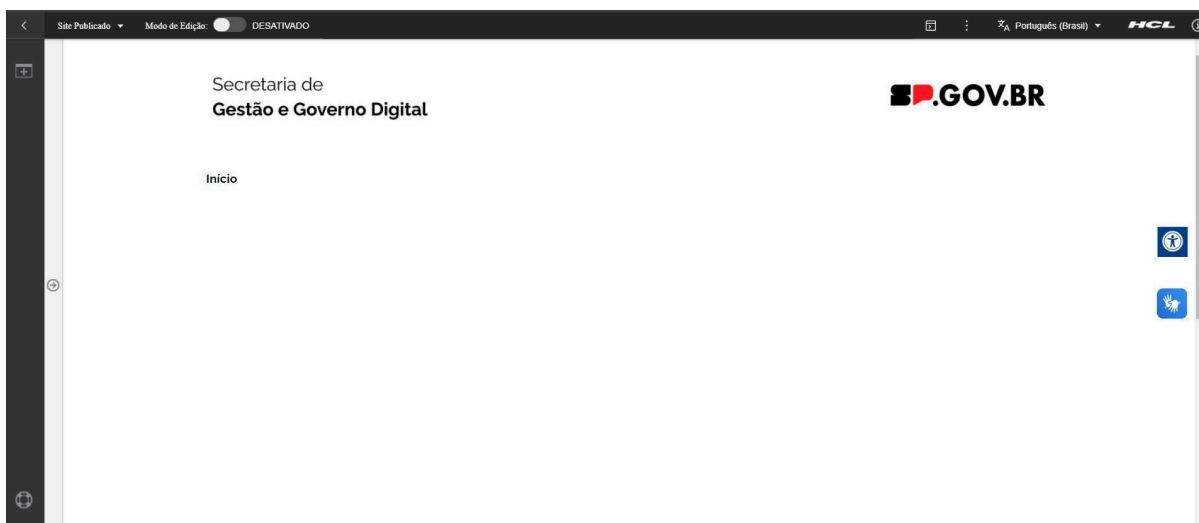 Site Publicado Modo de Edição: DESATIVADO Português (Brasil) HCL
Secretaria de
Gestão e Governo Digital
SP.GOV.BR
Início